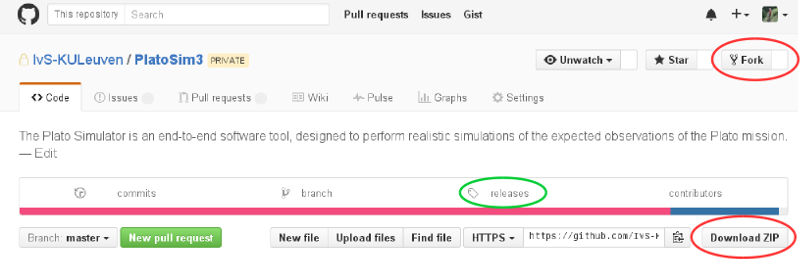 This repository Search Pull requests Issues Gist
IvS-KULeuven / PlatoSim3 PRIVATE Unwatch Star Fork
Code Issues Pull requests Wiki Pulse Graphs Settings
The Plato Simulator is an end-to-end software tool, designed to perform realistic simulations of the expected observations of the Plato mission.
— Edit
commits branch releases contributors
Branch: master New pull request New file Upload files Find file HTTPS https://github.com/IvS-K Download ZIP